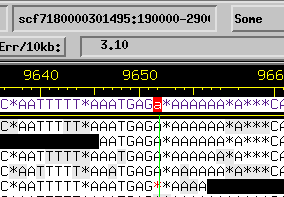 scf7180000301495:190000-2900 Some
Err/10kb: 3.10
9640 9650 966
C*AATTTTT*AAATGAGa*AAAAAA*A***CA
C*AATTTTT*AAATGAGA*AAAAAA*A***CA
AAATGAGA*AAAAAA*A***CA
C*AATTTTT*AAATGAGA*AAAAAA*A***CA
C*AATTTTT*AAATGAGA*AAAAAA*A***CA
C*AATTTTT*AAATGAG**AAAA